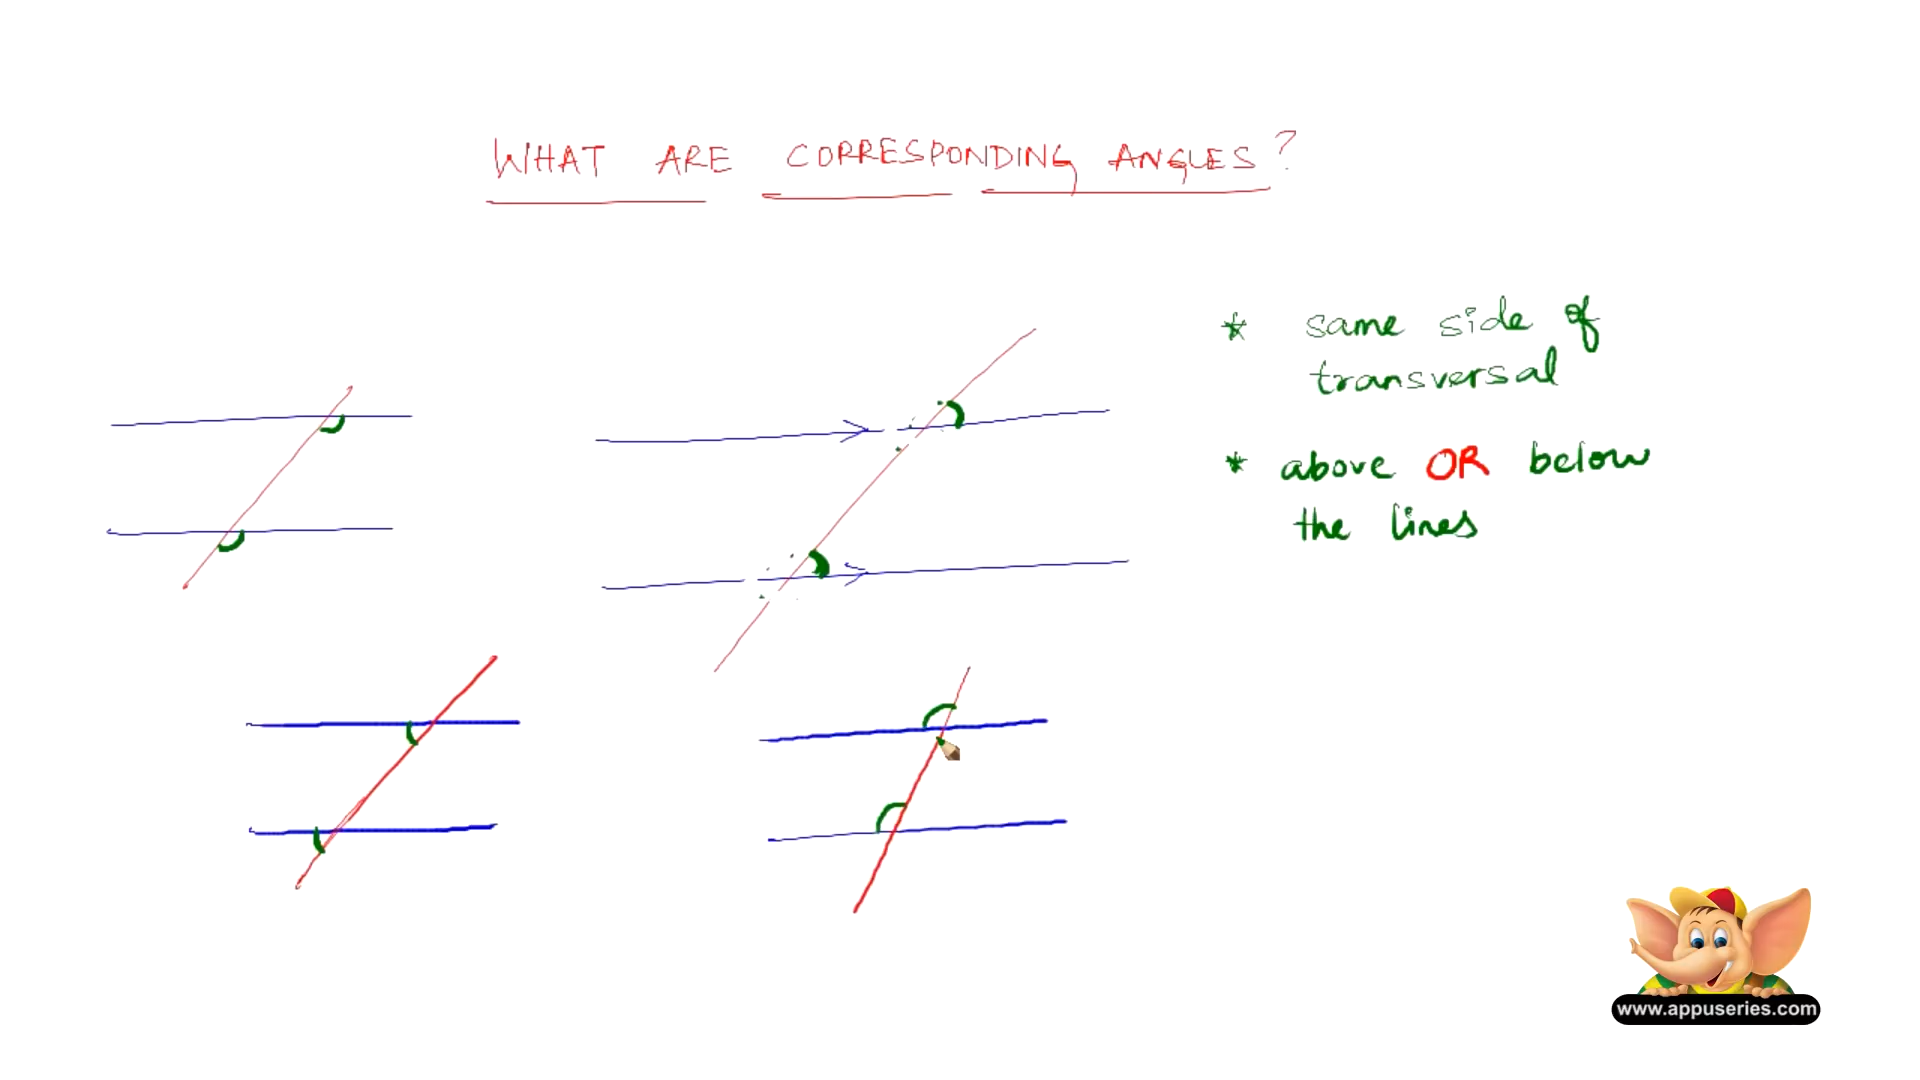 WHAT ARE CORRESPONDING ANGLES?
* same side of
transversal
* above OR below
the lines
www.appuseries.com